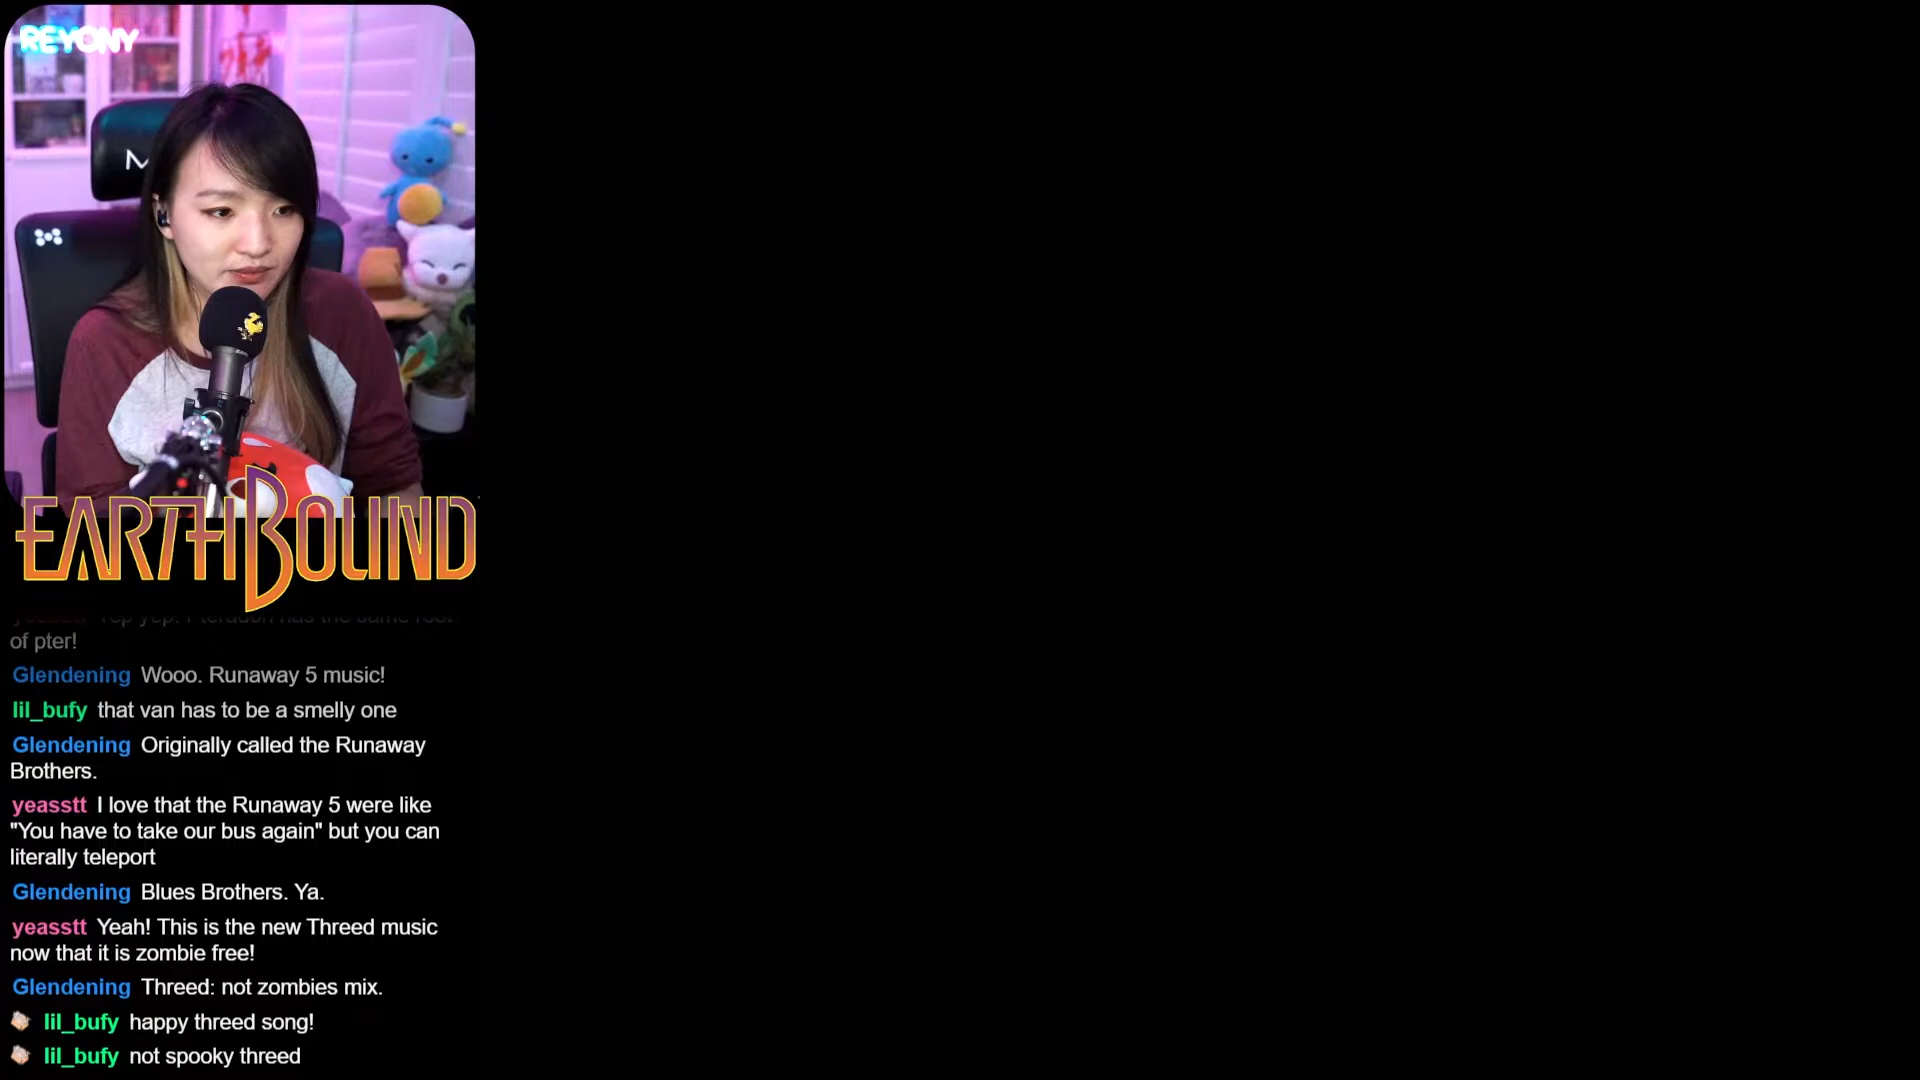 REYONY
EARTHBOUND
of pter!
Glendening Wooo. Runaway 5 music!
lil_bufy that van has to be a smelly one
Glendening Originally called the Runaway
Brothers.
yeasstt I love that the Runaway 5 were like
"You have to take our bus again" but you can
literally teleport
Glendening Blues Brothers. Ya.
yeasstt Yeah! This is the new Threed music
now that it is zombie free!
Glendening Threed: not zombies mix.
lil_bufy happy threed song!
lil_bufy not spooky threed